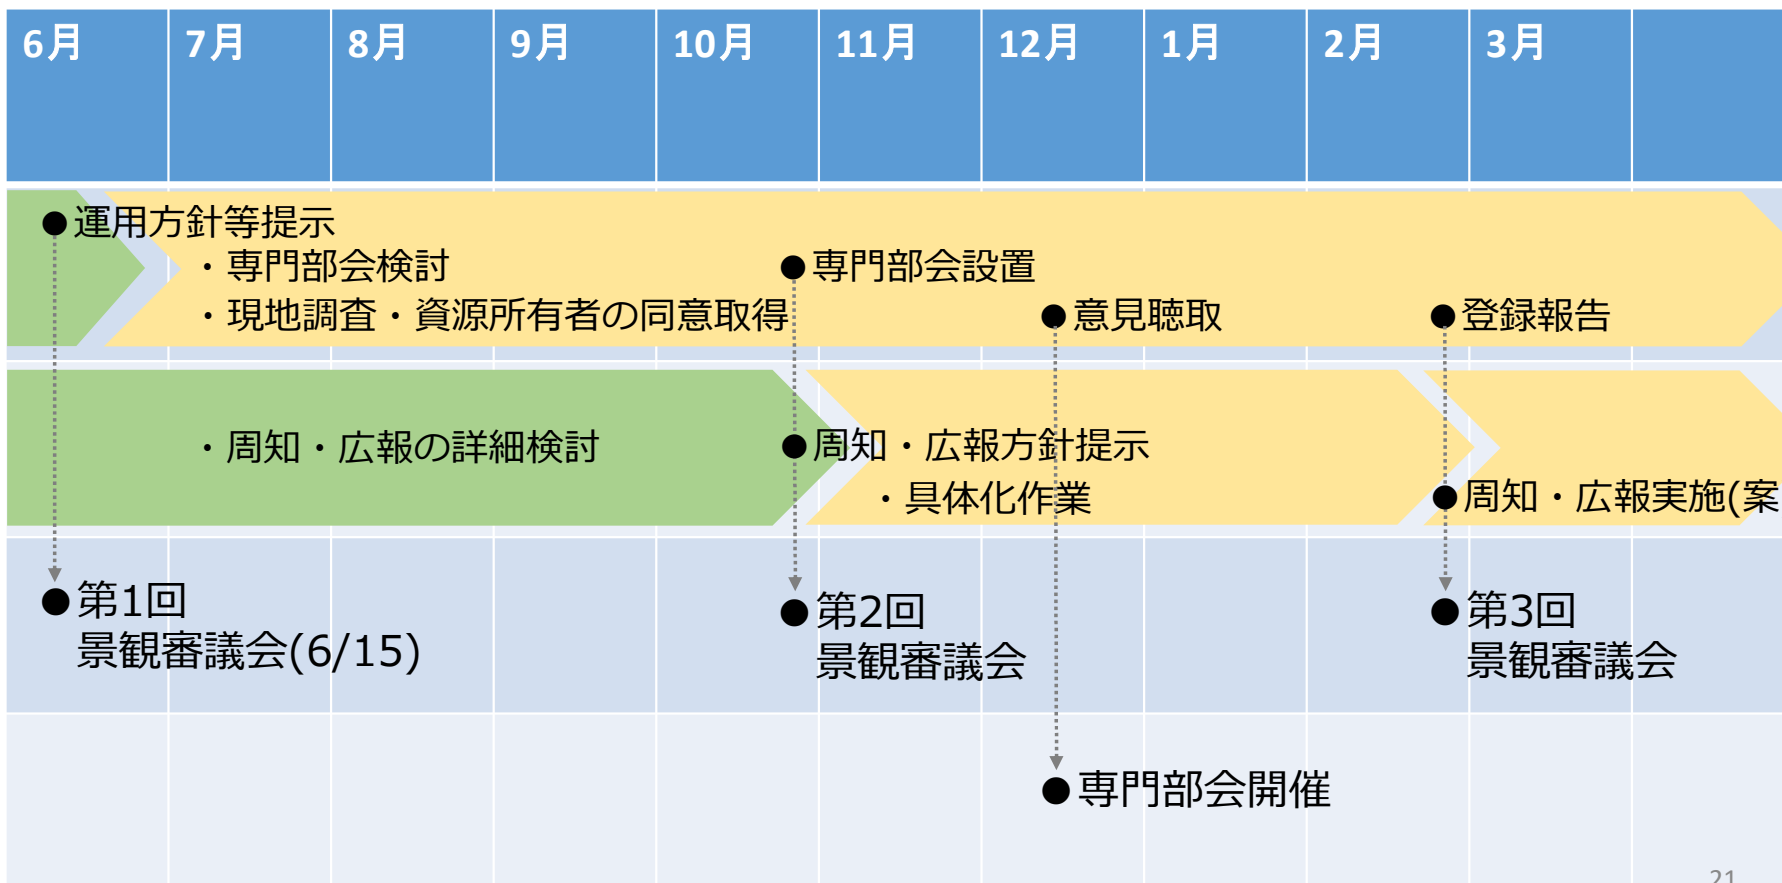 6月 7月 8月 9月 10月 11月 12月 1月 2月 3月
●運用方針等提示
・専門部会検討
●専門部会設置
・現地調査・資源所有者の同意取得
●意見聴取
●登録報告
・周知・広報の詳細検討
●周知・広報方針提示
・具体化作業
●周知・広報実施(案
●第1回
景観審議会(6/15)
●第2回
景観審議会
●第3回
景観審議会
●専門部会開催
21